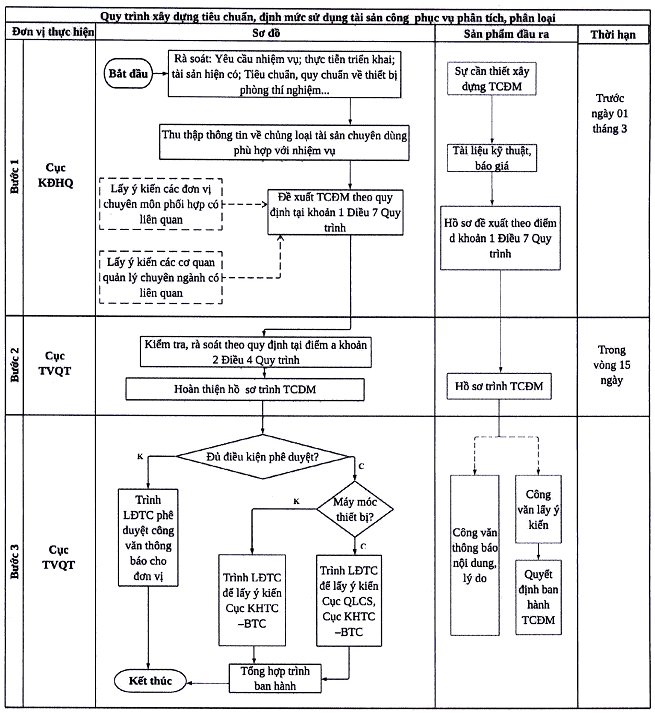 Quy trình xây dựng tiêu chuẩn, định mức sử dụng tài sản công phục vụ phân tích, phân loại
Đơn vị thực hiện
Sơ đồ
Sản phẩm đầu ra
Thời hạn
Bước 1
Cục
KĐHQ
Bắt đầu
Rà soát: Yêu cầu nhiệm vụ; thực tiễn triển khai;
tài sản hiện có; Tiêu chuẩn, quy chuẩn về thiết bị
phòng thí nghiệm...
Thu thập thông tin về chủng loại tài sản chuyên dùng
phù hợp với nhiệm vụ
Lấy ý kiến các đơn vị
chuyên môn phối hợp có
liên quan
Đề xuất TCĐM theo quy
định tại khoản 1 Điều 7 Quy
trình
Lấy ý kiến các cơ quan
quản lý chuyên ngành có
liên quan
Sự cần thiết xây
dựng TCĐM
Tài liệu kỹ thuật,
báo giá
Hồ sơ đề xuất theo điểm
d khoản 1 Điều 7 Quy
trình
Trước
ngày 01
tháng 3
Bước 2
Cục
TVQT
Kiểm tra, rà soát theo quy định tại điểm a khoản
2 Điều 4 Quy trình
Hoàn thiện hồ sơ trình TCDM
Hồ sơ trình TCĐM
Trong
vòng 15
ngày
Bước 3
Cục
TVQT
Đủ điều kiện phê duyệt?
K
C
Trình
LĐTC phê
duyệt công
văn thông
báo cho
đơn vị
Máy móc
thiết bị?
K
C
Trình LĐTC
để lấy ý kiến
Cục KHTC
–BTC
Trình LĐTC
để lấy ý kiến
Cục QLCS,
Cục KHTC
–BTC
Kết thúc
Tổng hợp trình
ban hành
Công văn
thông báo
nội dung,
lý do
Công
văn lấy ý
kiến
Quyết
định ban
hành
TCĐM